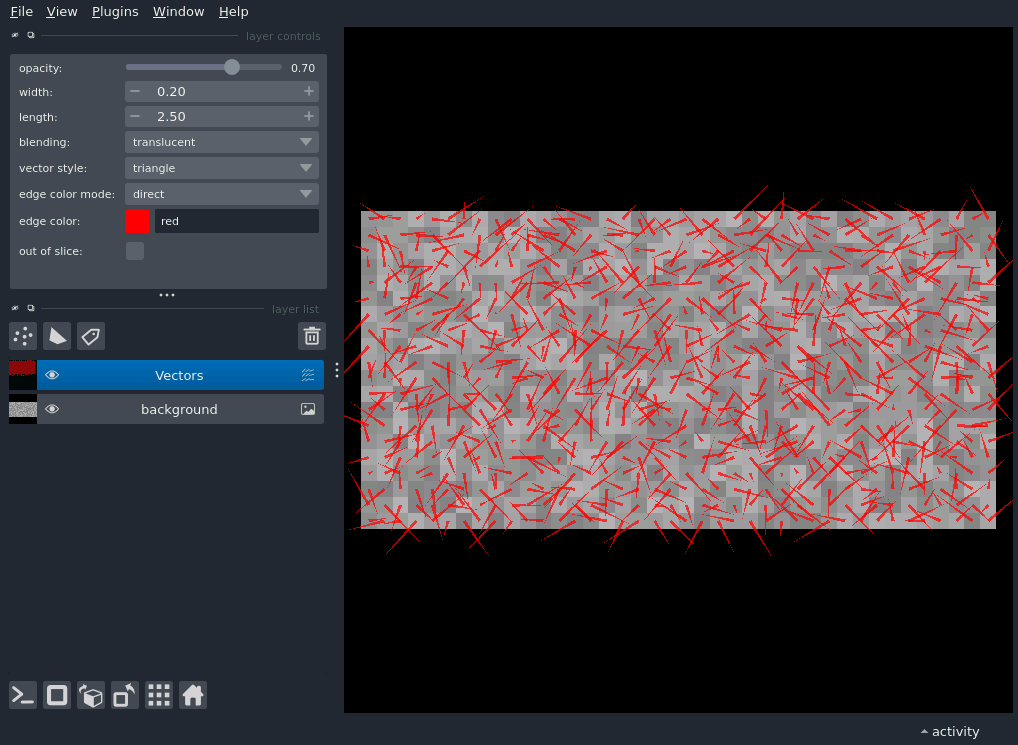 File View Plugins Window Help
layer controls
opacity: 0.70
width: − 0.20 +
length: − 2.50 +
blending: translucent
vector style: triangle
edge color mode: direct
edge color: red
out of slice:
layer list
Vectors
background
activity